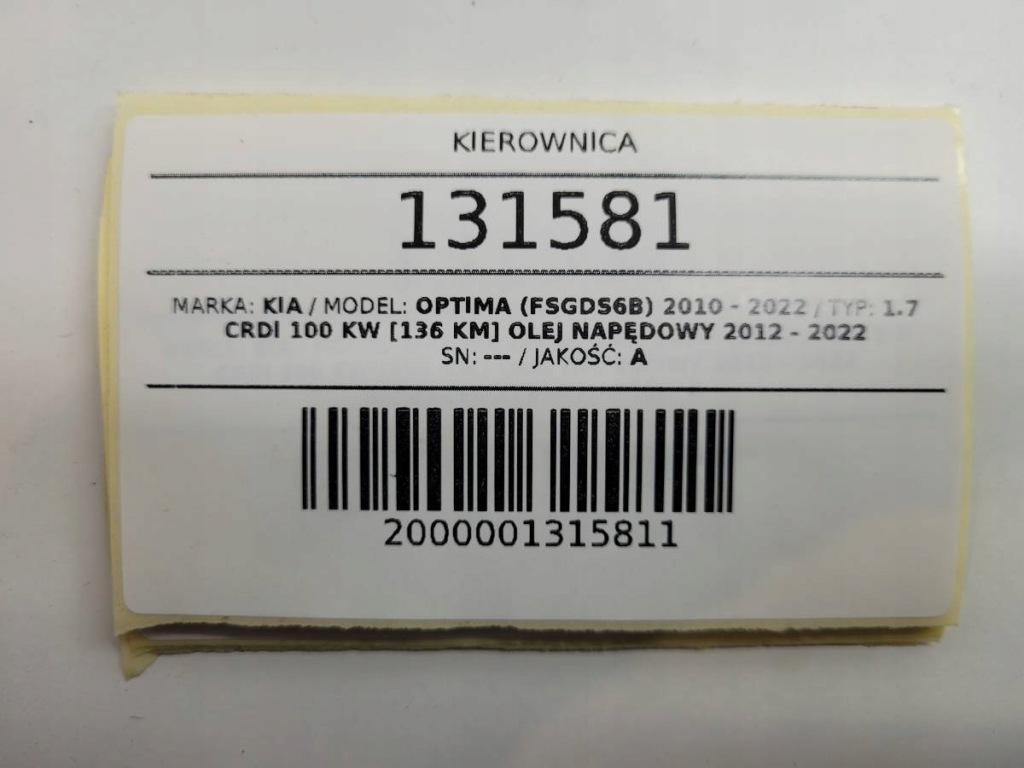 KIEROWNICA
131581
MARKA: KIA / MODEL: OPTIMA (FSGDS6B) 2010 - 2022 / TYP: 1.7
CRDI 100 KW [136 KM] OLEJ NAPĘDOWY 2012 - 2022
SN: --- / JAKOŚĆ: A
2000001315811